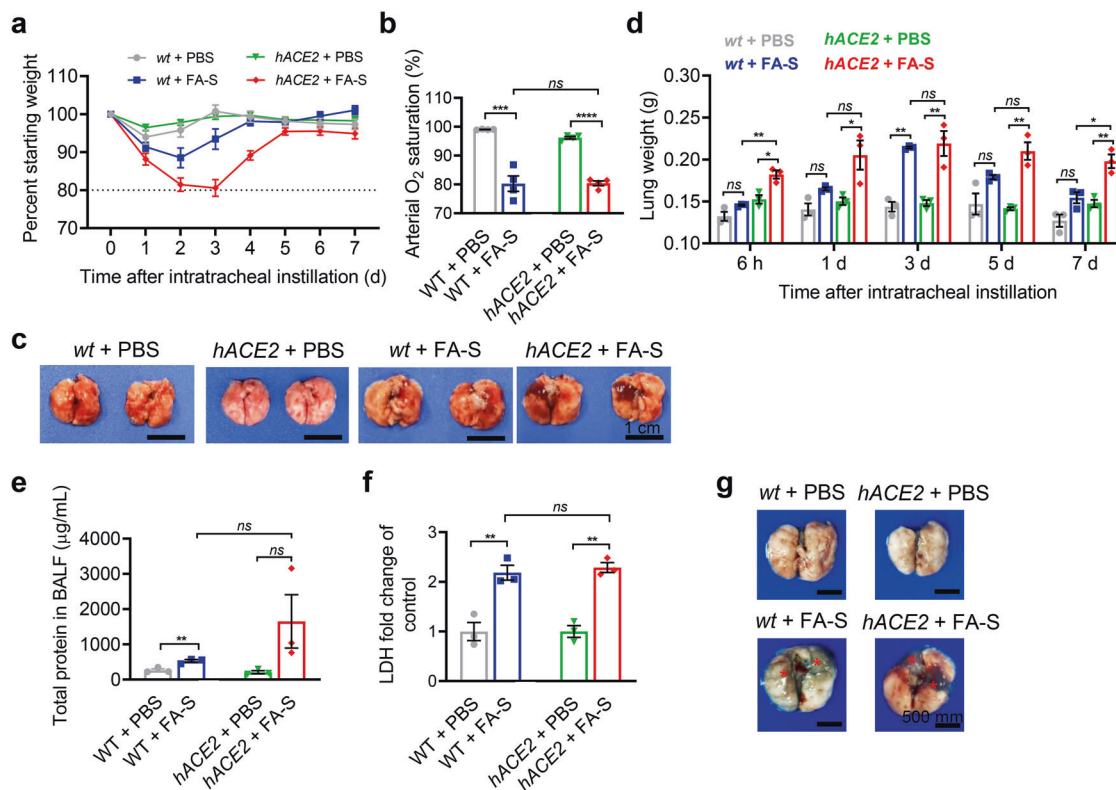 a
wt + PBS
hACE2 + PBS
wt + FA-S
hACE2 + FA-S
Percent starting weight
110
100
90
80
70
0 1 2 3 4 5 6 7
Time after intratracheal instillation (d)
b
Arterial O2 saturation (%)
110
100
90
80
70
ns
***
****
WT + PBS
WT + FA-S
hACE2 + PBS
hACE2 + FA-S
d
wt + PBS
hACE2 + PBS
wt + FA-S
hACE2 + FA-S
Lung weight (g)
0.25
0.20
0.15
0.10
ns ** *
ns ns *
** ns **
ns ns **
ns * **
6 h 1 d 3 d 5 d 7 d
Time after intratracheal instillation
c
wt + PBS
hACE2 + PBS
wt + FA-S
hACE2 + FA-S
1 cm
e
Total protein in BALF (µg/mL)
4000
3000
2000
1000
0
ns
**
ns
WT + PBS
WT + FA-S
hACE2 + PBS
hACE2 + FA-S
f
LDH fold change of
control
3
2
1
0
ns
**
**
WT + PBS
WT + FA-S
hACE2 + PBS
hACE2 + FA-S
g
wt + PBS
hACE2 + PBS
wt + FA-S
hACE2 + FA-S
* *
* *
500 mm